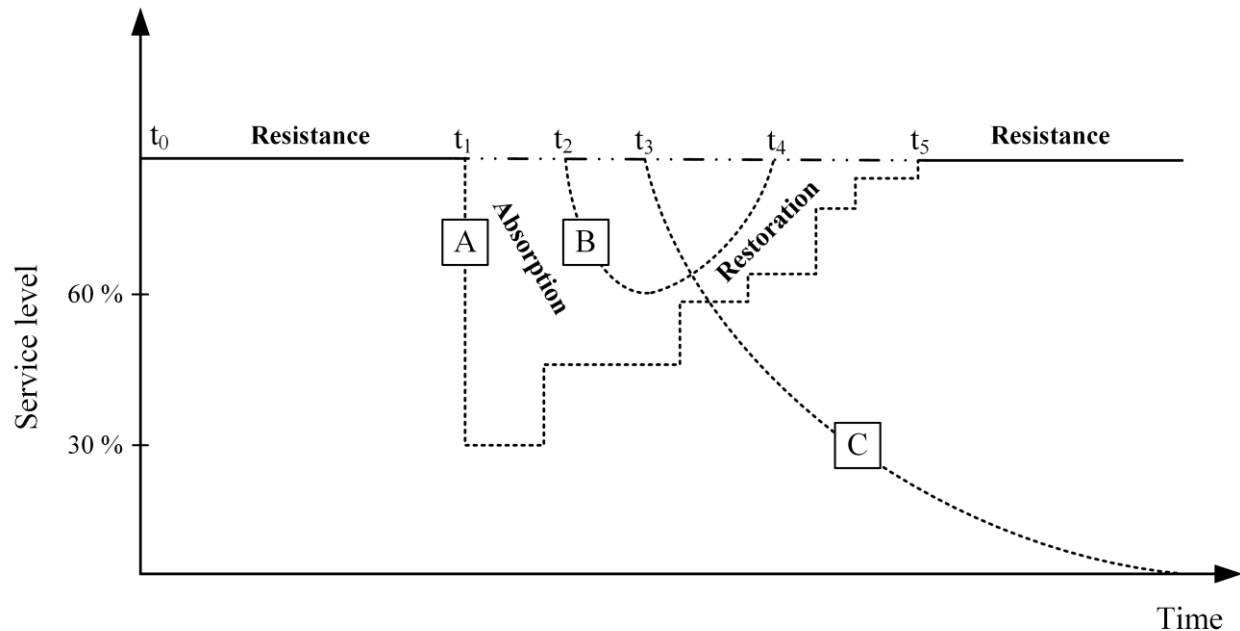 t₀ Resistance t₁ t₂ t₃ t₄ t₅ Resistance
Absorption
Restoration
A
B
C
60 %
30 %
Service level
Time